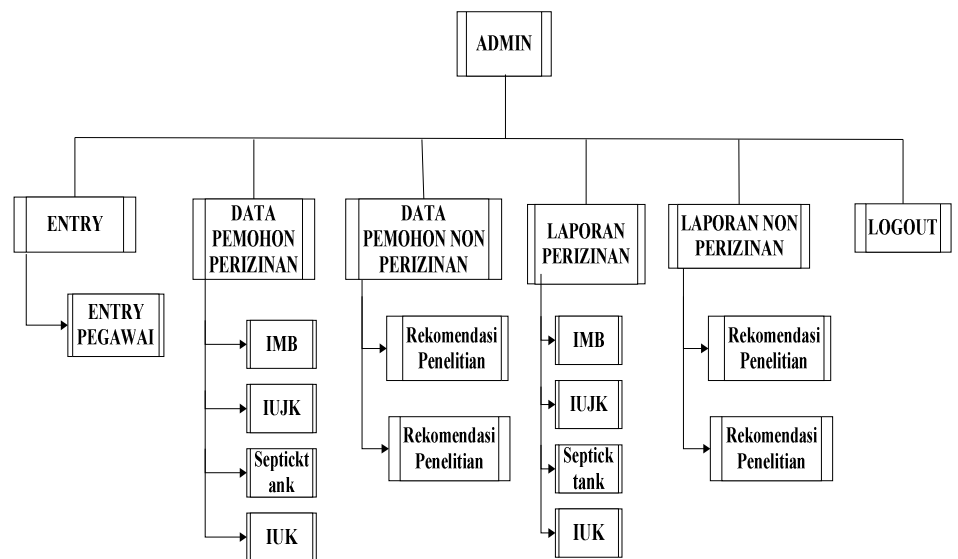 ADMIN
ENTRY
DATA
PEMOHON
PERIZINAN
DATA
PEMOHON NON
PERIZINAN
LAPORAN
PERIZINAN
LAPORAN NON
PERIZINAN
LOGOUT
ENTRY
PEGAWAI
IMB
IUJK
Septickt
ank
IUK
Rekomendasi
Penelitian
Rekomendasi
Penelitian
IMB
IUJK
Septick
tank
IUK
Rekomendasi
Penelitian
Rekomendasi
Penelitian